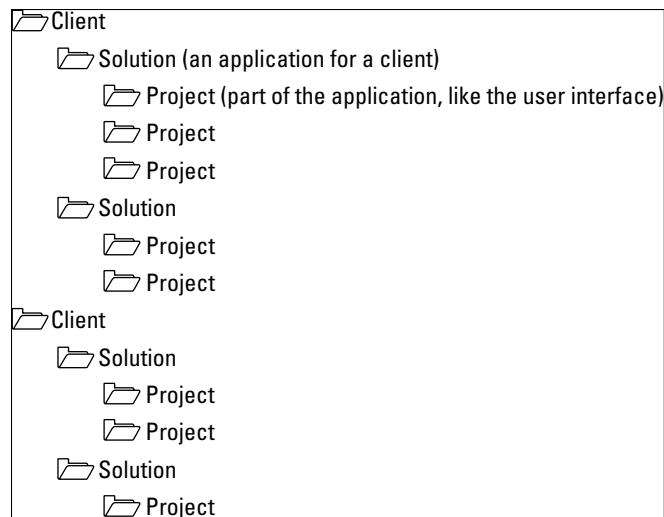 Client
Solution (an application for a client)
Project (part of the application, like the user interface)
Project
Project
Solution
Project
Project
Client
Solution
Project
Project
Solution
Project